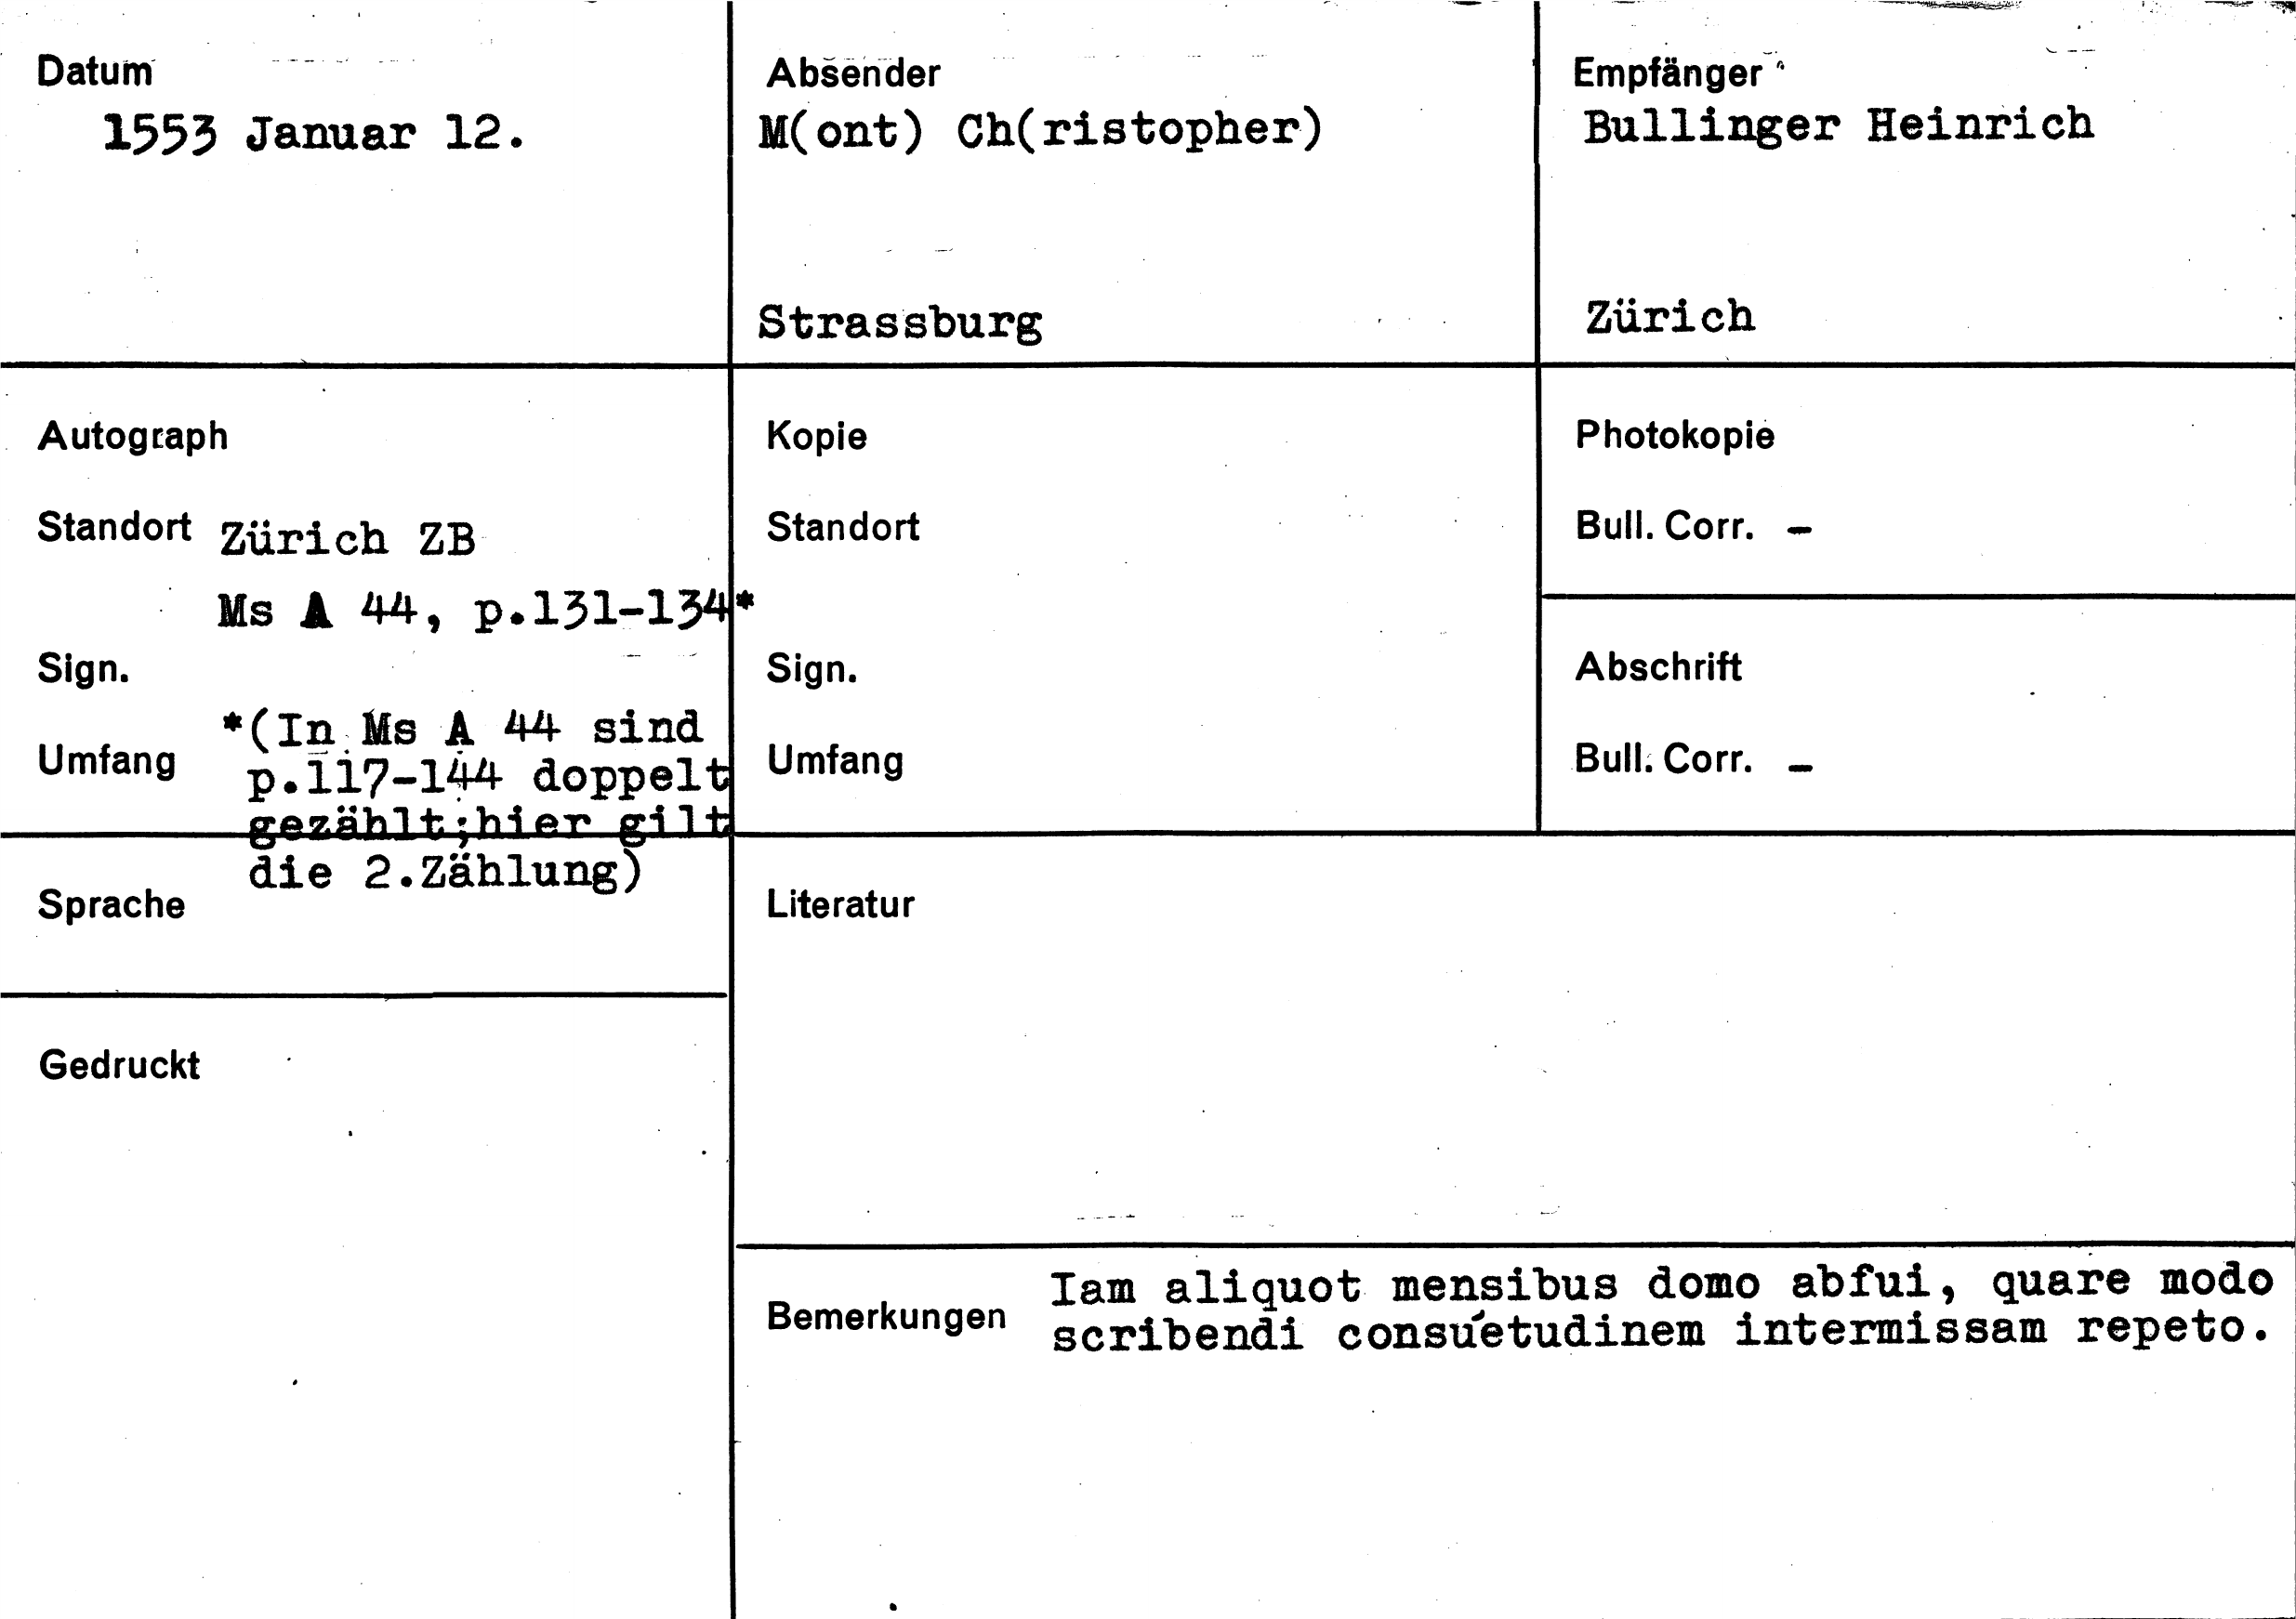 Datum
1553 Januar 12.
Absender
M(ont) Ch(ristopher)
Strassburg
Empfänger
Bullinger Heinrich
Zürich
Autograph
Standort Zürich ZB
Ms A 44, p.131-134*
Sign.
*(In Ms A 44 sind
Umfang
p.117-144 doppelt
gezählt;hier gilt
die 2.Zählung)
Kopie
Standort
Sign.
Umfang
Photokopie
Bull. Corr. -
Abschrift
Bull. Corr. -
Sprache
Literatur
Gedruckt
Bemerkungen
Iam aliquot mensibus domo abfui, quare modo
scribendi consuetudinem intermissam repeto.